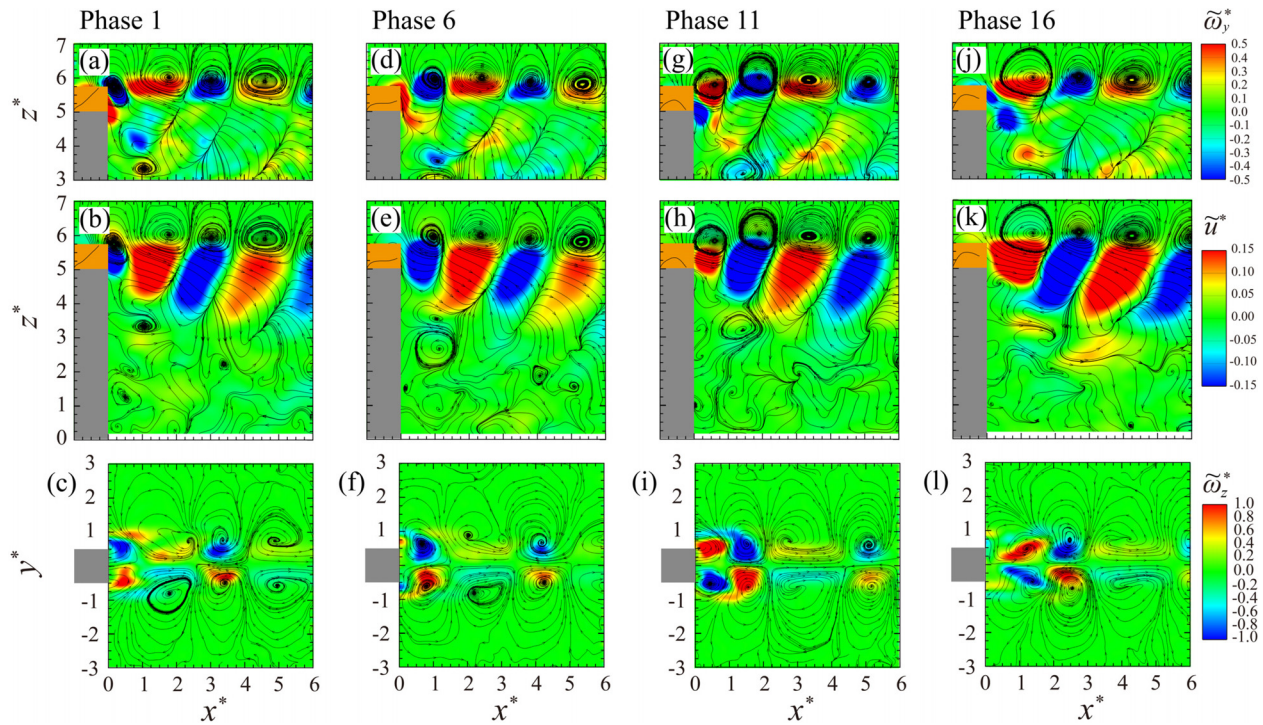 Phase 1 Phase 6 Phase 11 Phase 16
(a) (d) (g) (j)
z* 7 6 5 4 3
ω̃y* 0.5 0.4 0.3 0.1 0.0 -0.1 -0.3 -0.4 -0.5
(b) (e) (h) (k)
z* 7 6 5 4 3 2 1 0
ũ* 0.15 0.10 0.05 0.00 -0.05 -0.10 -0.15
(c) (f) (i) (l)
y* 3 2 1 0 -1 -2 -3
ω̃z* 1.0 0.8 0.6 0.4 0.2 0.0 -0.2 -0.4 -0.6 -0.8 -1.0
0 1 2 3 4 5 6 0 1 2 3 4 5 6 0 1 2 3 4 5 6 0 1 2 3 4 5 6
x* x* x* x*